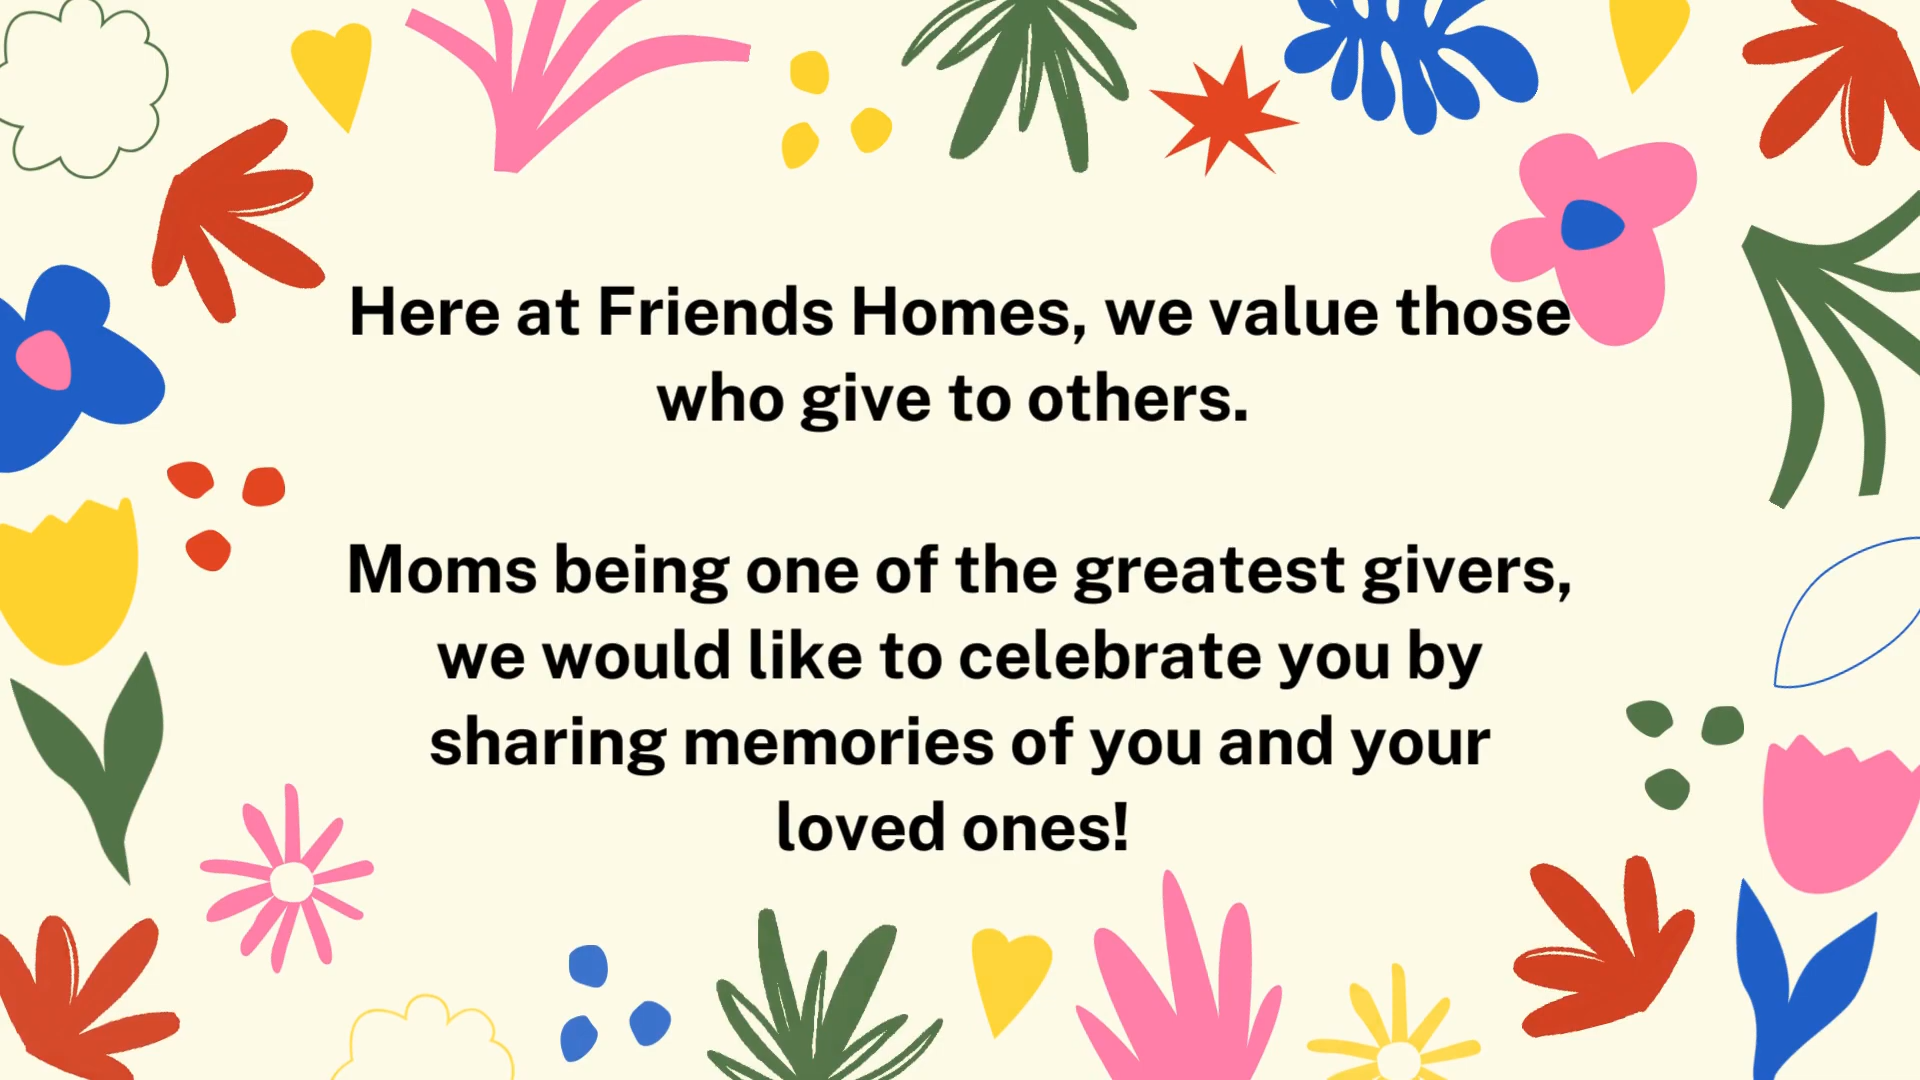 Here at Friends Homes, we value those
who give to others.
Moms being one of the greatest givers,
we would like to celebrate you by
sharing memories of you and your
loved ones!